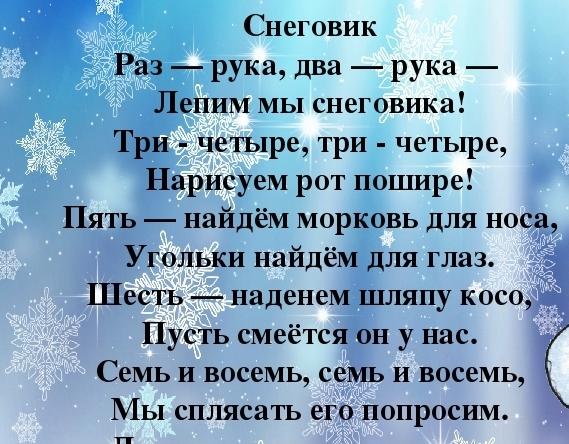 Снеговик
Раз — рука, два — рука —
Лепим мы снеговика!
Три - четыре, три - четыре,
Нарисуем рот пошире!
Пять — найдём морковь для носа,
Угольки найдём для глаз.
Шесть — наденем шляпу косо,
Пусть смеётся он у нас.
Семь и восемь, семь и восемь,
Мы сплясать его попросим.